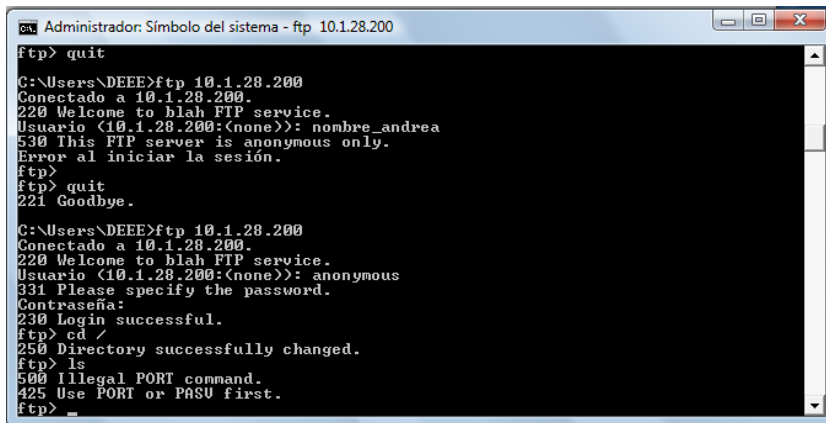 Administrador: Símbolo del sistema - ftp 10.1.28.200
ftp> quit
C:\Users\DEEE>ftp 10.1.28.200
Conectado a 10.1.28.200.
220 Welcome to blah FTP service.
Usuario (10.1.28.200:(none)): nombre_andrea
530 This FTP server is anonymous only.
Error al iniciar la sesión.
ftp>
ftp> quit
221 Goodbye.
C:\Users\DEEE>ftp 10.1.28.200
Conectado a 10.1.28.200.
220 Welcome to blah FTP service.
Usuario (10.1.28.200:(none)): anonymous
331 Please specify the password.
Contraseña:
230 Login successful.
ftp> cd /
250 Directory successfully changed.
ftp> ls
500 Illegal PORT command.
425 Use PORT or PASV first.
ftp> _